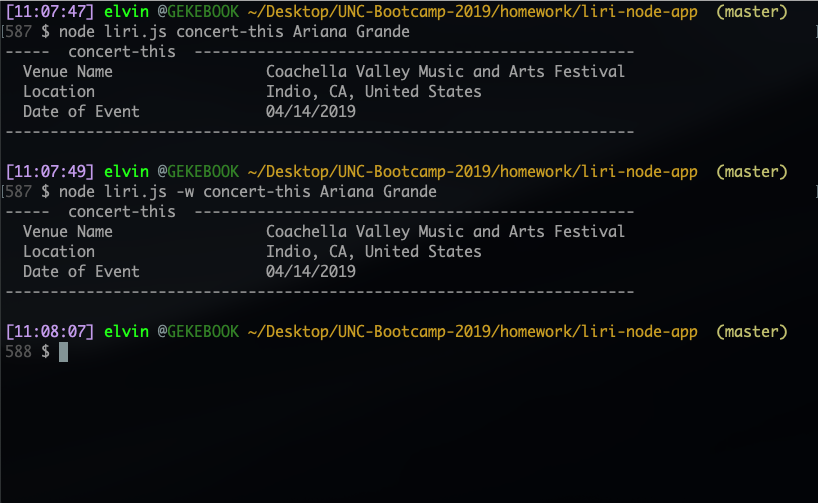 [11:07:47] elvin @GEKEBOOK ~/Desktop/UNC-Bootcamp-2019/homework/liri-node-app  (master)
[587 $ node liri.js concert-this Ariana Grande ]
-----  concert-this  -------------------------------------------------
  Venue Name                 Coachella Valley Music and Arts Festival
  Location                   Indio, CA, United States
  Date of Event              04/14/2019
----------------------------------------------------------------------
[11:07:49] elvin @GEKEBOOK ~/Desktop/UNC-Bootcamp-2019/homework/liri-node-app  (master)
[587 $ node liri.js -w concert-this Ariana Grande ]
-----  concert-this  -------------------------------------------------
  Venue Name                 Coachella Valley Music and Arts Festival
  Location                   Indio, CA, United States
  Date of Event              04/14/2019
----------------------------------------------------------------------
[11:08:07] elvin @GEKEBOOK ~/Desktop/UNC-Bootcamp-2019/homework/liri-node-app  (master)
588 $